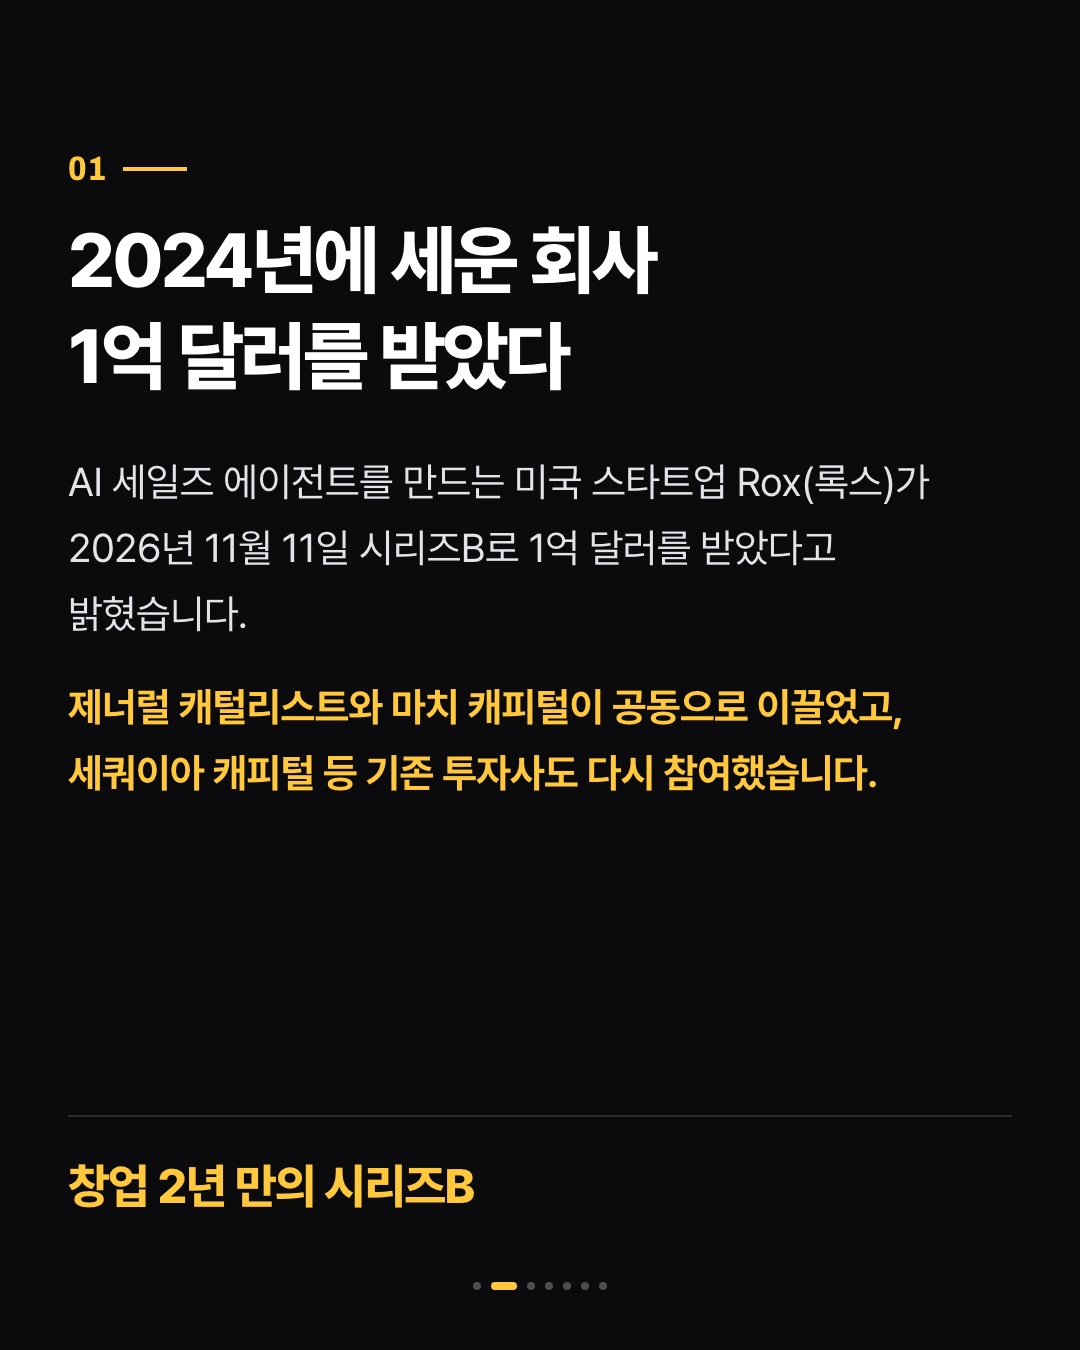 01
2024년에 세운 회사
1억 달러를 받았다
AI 세일즈 에이전트를 만드는 미국 스타트업 Rox(록스)가
2026년 11월 11일 시리즈B로 1억 달러를 받았다고
밝혔습니다.
제너럴 캐털리스트와 마치 캐피털이 공동으로 이끌었고,
세쿼이아 캐피털 등 기존 투자사도 다시 참여했습니다.
창업 2년 만의 시리즈B